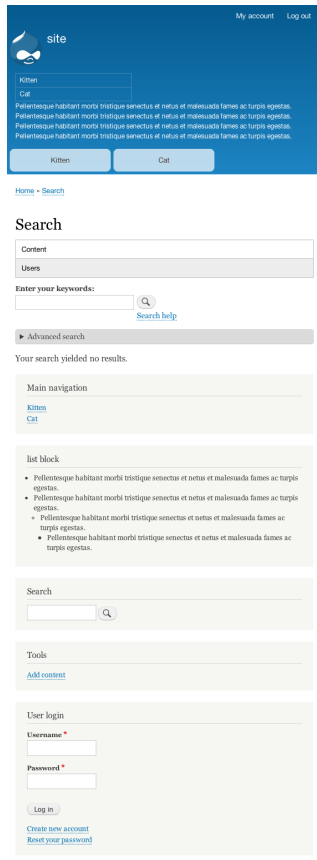 My account Log out
site
Kitten
Cat
Pellentesque habitant morbi tristique senectus et netus et malesuada fames ac turpis egestas.
Pellentesque habitant morbi tristique senectus et netus et malesuada fames ac turpis egestas.
Pellentesque habitant morbi tristique senectus et netus et malesuada fames ac turpis egestas.
Pellentesque habitant morbi tristique senectus et netus et malesuada fames ac turpis egestas.
Kitten Cat
Home » Search
Search
Content
Users
Enter your keywords:
Search help
► Advanced search
Your search yielded no results.
Main navigation
Kitten
Cat
list block
• Pellentesque habitant morbi tristique senectus et netus et malesuada fames ac turpis
egestas.
• Pellentesque habitant morbi tristique senectus et netus et malesuada fames ac turpis
egestas.
• Pellentesque habitant morbi tristique senectus et netus et malesuada fames ac
turpis egestas.
• Pellentesque habitant morbi tristique senectus et netus et malesuada fames ac
turpis egestas.
Search
Tools
Add content
User login
Username *
Password *
Log in
Create new account
Reset your password